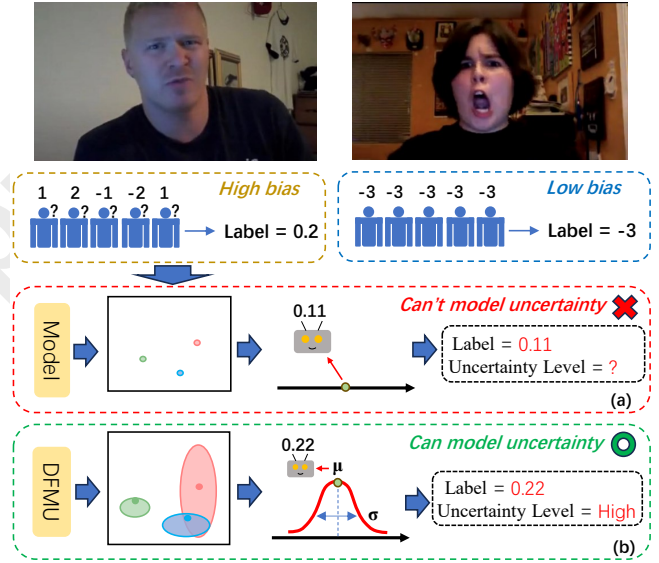 High bias
1 2 -1 -2 1
? ? ? ? ?
Label = 0.2
Low bias
-3 -3 -3 -3 -3
Label = -3
Can't model uncertainty
Model
0.11
Label = 0.11
Uncertainty Level = ?
(a)
Can model uncertainty
DFMU
0.22
μ
σ
Label = 0.22
Uncertainty Level = High
(b)